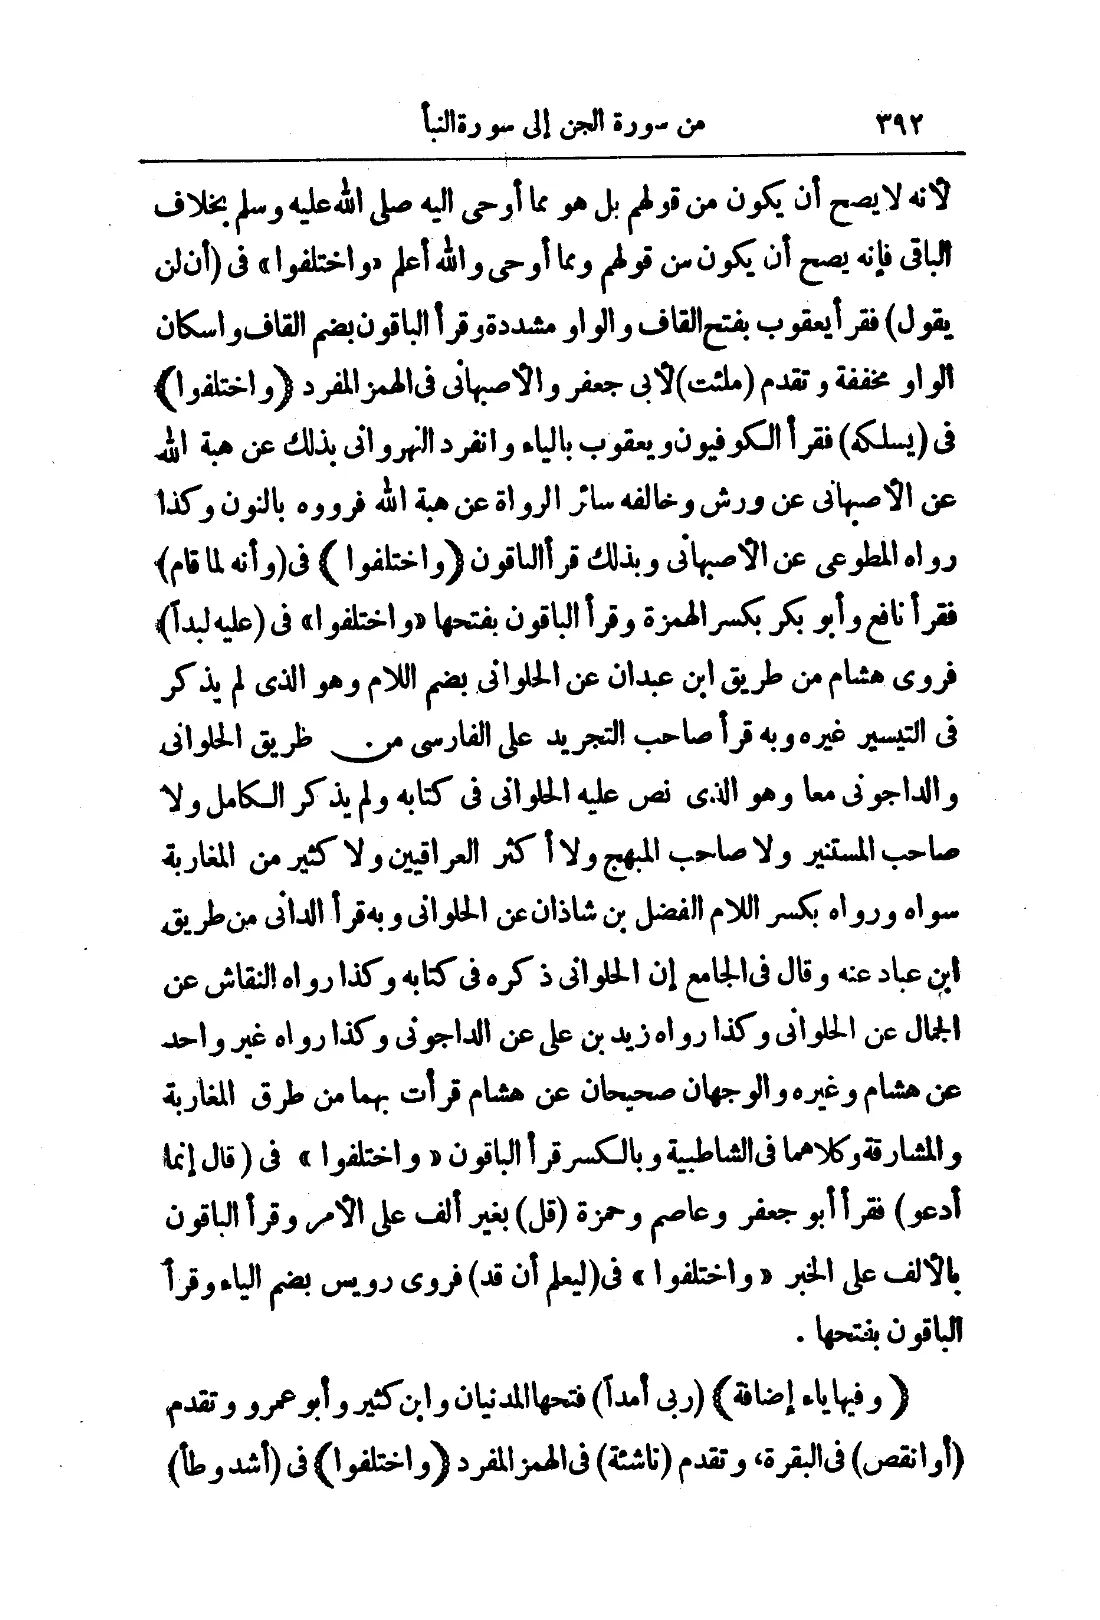 ٣٩٢ من سورة الجن إلى سورة النبأ
لأنه لا يصح أن يكون من قولهم بل هو مما أوحى اليه صلى الله عليه وسلم بخلاف
الباقى فإنه يصح أن يكون من قولهم ومما أوحى والله أعلم «واختلفوا» فى (أن لن
يقول) فقرأ يعقوب بفتح القاف والواو مشددة وقرأ الباقون بضم القاف واسكان
الواو مخففة وتقدم (ملئت) لأبى جعفر والأصبهانى فى الهمز المفرد (واختلفوا)
فى (يسلكه) فقرأ الكوفيون ويعقوب بالياء وانفرد النهروانى بذلك عن هبة الله
عن الأصبهانى عن ورش وخالفه سائر الرواة عن هبة الله فرووه بالنون وكذا
رواه المطوعى عن الأصبهانى وبذلك قرأ الباقون (واختلفوا) فى (وأنه لما قام)
فقرأ نافع وأبو بكر بكسر الهمزة وقرأ الباقون بفتحها «واختلفوا» فى (عليه لبداً)
فروى هشام من طريق ابن عبدان عن الحلوانى بضم اللام وهو الذى لم يذكر
فى التيسير غيره وبه قرأ صاحب التجريد على الفارسى من طريق الحلوانى
والداجونى معا وهو الذى نص عليه الحلوانى فى كتابه ولم يذكر الكامل ولا
صاحب المستنير ولا صاحب المبهج ولا أكثر العراقيين ولا كثير من المغاربة
سواه ورواه بكسر اللام الفضل بن شاذان عن الحلوانى وبه قرأ الدانى من طريق
ابن عباد عنه وقال فى الجامع إن الحلوانى ذكره فى كتابه وكذا رواه النقاش عن
الجمال عن الحلوانى وكذا رواه زيد بن على عن الداجونى وكذا رواه غير واحد
عن هشام وغيره والوجهان صحيحان عن هشام قرأت بهما من طرق المغاربة
والمشارقة وكلاهما فى الشاطبية وبالكسر قرأ الباقون «واختلفوا» فى (قال إنما
أدعو) فقرأ أبو جعفر وعاصم وحمزة (قل) بغير ألف على الأمر وقرأ الباقون
بالألف على الخبر «واختلفوا» فى (ليعلم أن قد) فروى رويس بضم الياء وقرأ
الباقون بفتحها .
(وفيها ياء إضافة) (ربى أمداً) فتحها المدنيان وابن كثير وأبو عمرو وتقدم
(أو انقص) فى البقرة، وتقدم (ناشئة) فى الهمز المفرد (واختلفوا) فى (أشد وطأ)